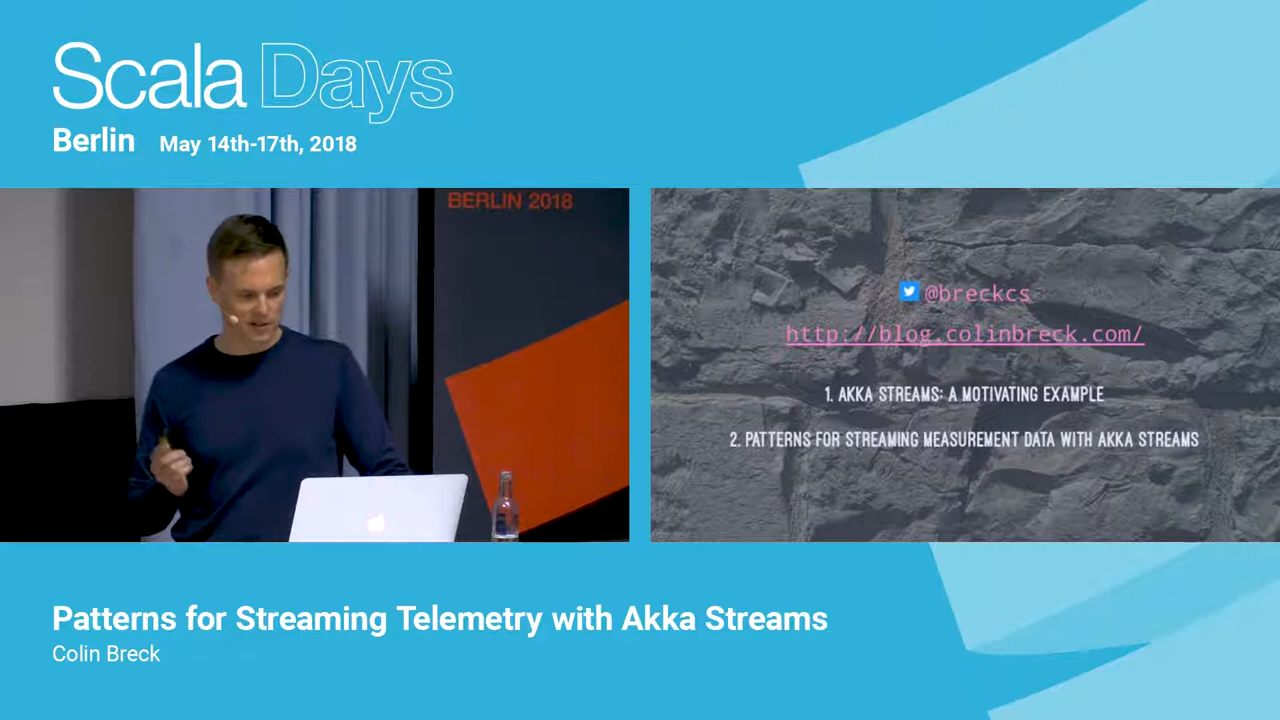 Scala Days
Berlin May 14th-17th, 2018
BERLIN 2018
@breckcs
http://blog.colinbreck.com/
1. AKKA STREAMS: A MOTIVATING EXAMPLE
2. PATTERNS FOR STREAMING MEASUREMENT DATA WITH AKKA STREAMS
Patterns for Streaming Telemetry with Akka Streams
Colin Breck